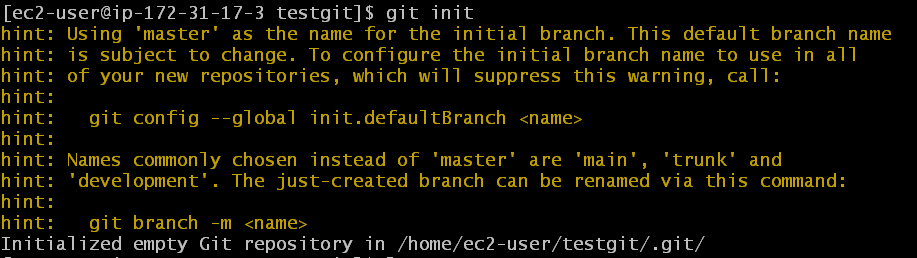 [ec2-user@ip-172-31-17-3 testgit]$ git init
hint: Using 'master' as the name for the initial branch. This default branch name
hint: is subject to change. To configure the initial branch name to use in all
hint: of your new repositories, which will suppress this warning, call:
hint:
hint:   git config --global init.defaultBranch <name>
hint:
hint: Names commonly chosen instead of 'master' are 'main', 'trunk' and
hint: 'development'. The just-created branch can be renamed via this command:
hint:
hint:   git branch -m <name>
Initialized empty Git repository in /home/ec2-user/testgit/.git/